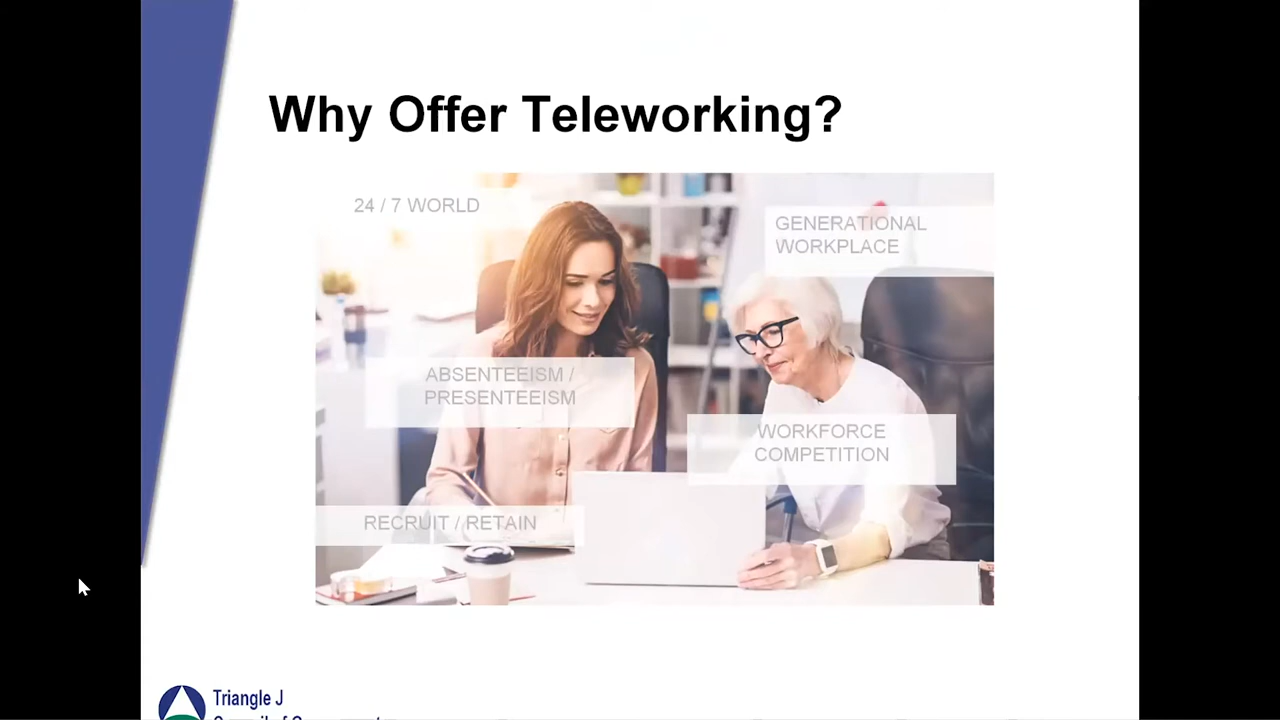 Why Offer Teleworking?
24 / 7 WORLD
GENERATIONAL
WORKPLACE
ABSENTEEISM /
PRESENTEEISM
WORKFORCE
COMPETITION
RECRUIT / RETAIN
Triangle J